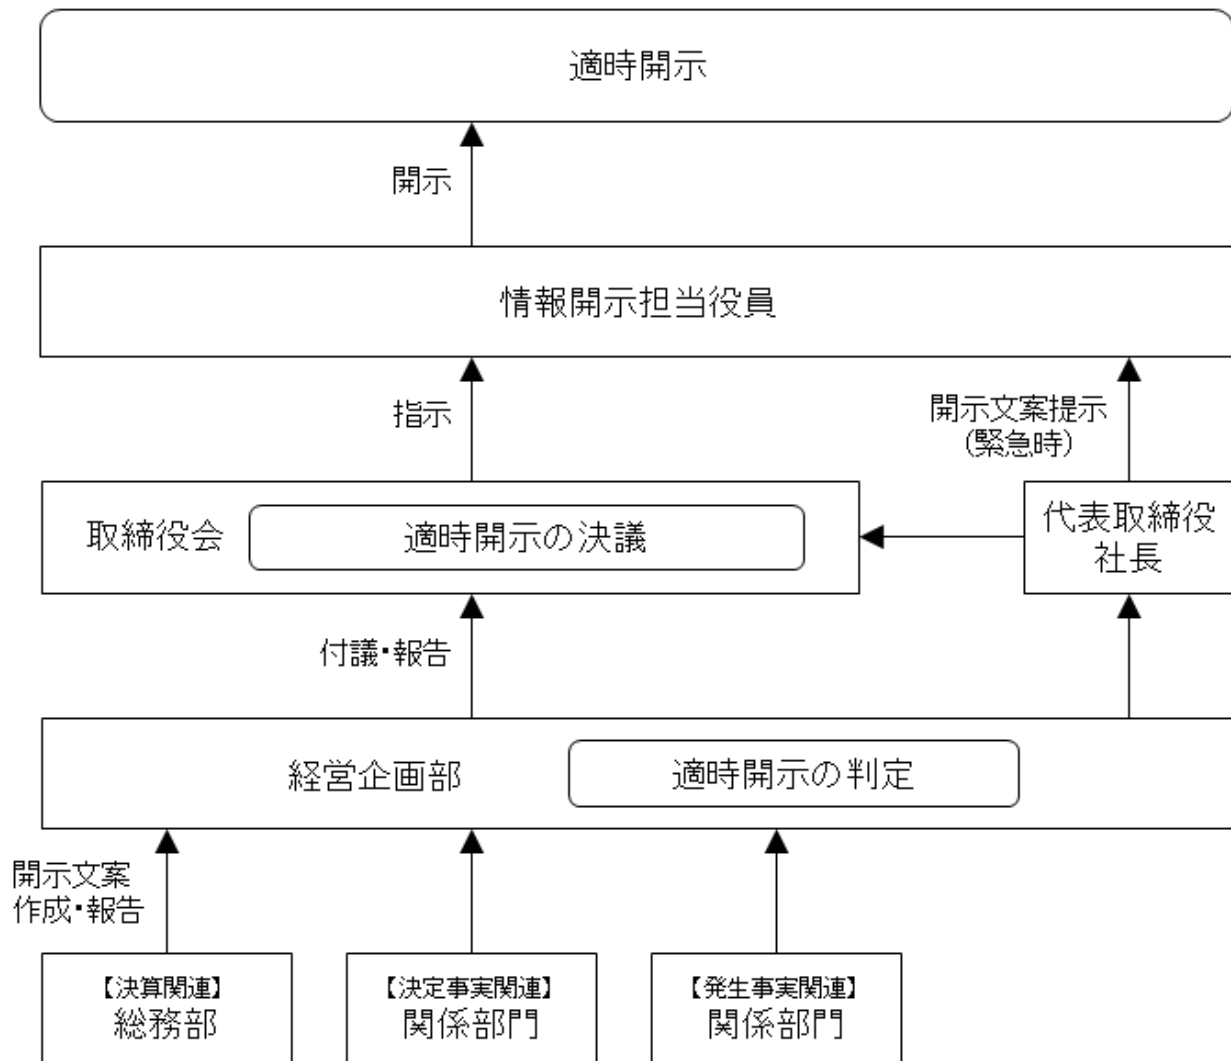 適時開示
開示
情報開示担当役員
指示
開示文案提示
(緊急時)
取締役会
適時開示の決議
代表取締役
社長
付議・報告
経営企画部
適時開示の判定
開示文案
作成・報告
【決算関連】
総務部
【決定事実関連】
関係部門
【発生事実関連】
関係部門